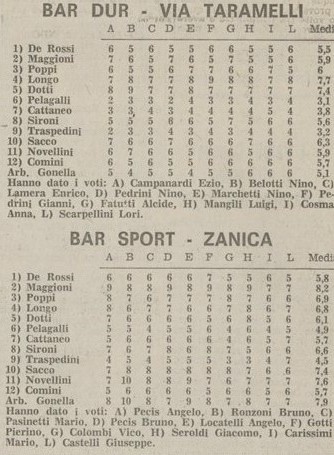 BAR DUR - VIA TARAMELLI
A B C D E F G H I L Medi
1) De Rossi 6 5 6 5 5 6 6 5 6 5 5,5
2) Maggioni 7 6 5 7 6 5 7 5 6 5 5,9
3) Poppi 6 5 5 6 7 7 6 6 7 5 6
4) Longo 8 7 7 7 8 9 8 8 7 8 7,7
5) Dotti 8 9 7 7 8 7 7 7 7 7 7,4
6) Pelagalli 2 3 3 2 4 3 3 4 3 4 3,1
7) Cattaneo 3 3 4 3 4 4 4 4 5 4 3,8
8) Sironi 5 5 5 6 6 5 7 5 6 6 5,6
9) Traspedini 2 3 3 4 3 4 3 4 3 4 3,2
10) Sacco 7 6 6 7 6 6 6 7 6 6 6,3
11) Novellini 6 7 6 6 5 6 6 5 6 6 5,9
12) Comini 6 5 6 5 5 6 6 6 6 6 5,7
Arb. Gonella 5 5 4 5 5 5 5 6 5 6 5,1
Hanno dato i voti: A) Campanardi Ezio, B) Belotti Nino, C)
Lamera Enrico, D) Pedrini Nino, E) Marchetti Nino, F) Pe-
drinj Gianni, G) Fatutti Alcide, H) Mangili Luigi, I) Cosma
Anna, L) Scarpellini Lori.
BAR SPORT - ZANICA
A B C D E F G H I L Medi
1) De Rossi 6 6 6 6 6 7 5 5 6 5 5,8
2) Maggioni 9 8 8 9 8 9 8 9 7 7 8,2
3) Poppi 8 7 6 7 7 7 8 7 6 6 6,9
4) Longo 8 6 7 7 6 6 7 8 6 7 6,8
5) Dotti 7 6 6 6 6 5 6 8 5 6 6,1
6) Pelagalli 5 5 4 5 5 6 4 6 4 5 4,9
7) Cattaneo 5 6 6 6 6 6 4 6 5 7 5,7
8) Sironi 7 6 7 8 6 8 7 5 6 6 6,6
9) Traspedini 4 5 4 5 5 5 3 3 4 7 4,5
10) Sacco 7 8 8 8 8 8 8 7 6 6 7,4
11) Novellini 7 10 8 8 9 7 6 7 7 7 7,6
12) Comini 5 6 6 6 6 5 6 6 5 6 5,7
Arb. Gonella 8 10 8 7 9 8 7 8 7 7 7,9
Hanno dato i voti: A) Pecis Angelo, B) Ronzoni Bruno, C)
Pasinetti Mario, D) Pecis Bruno, E) Locatelli Angelo, F) Gotti
Pierino, G) Colombi Vico, H) Seroldi Giacomo, I) Carissimi
Mario, L) Castelli Giuseppe.